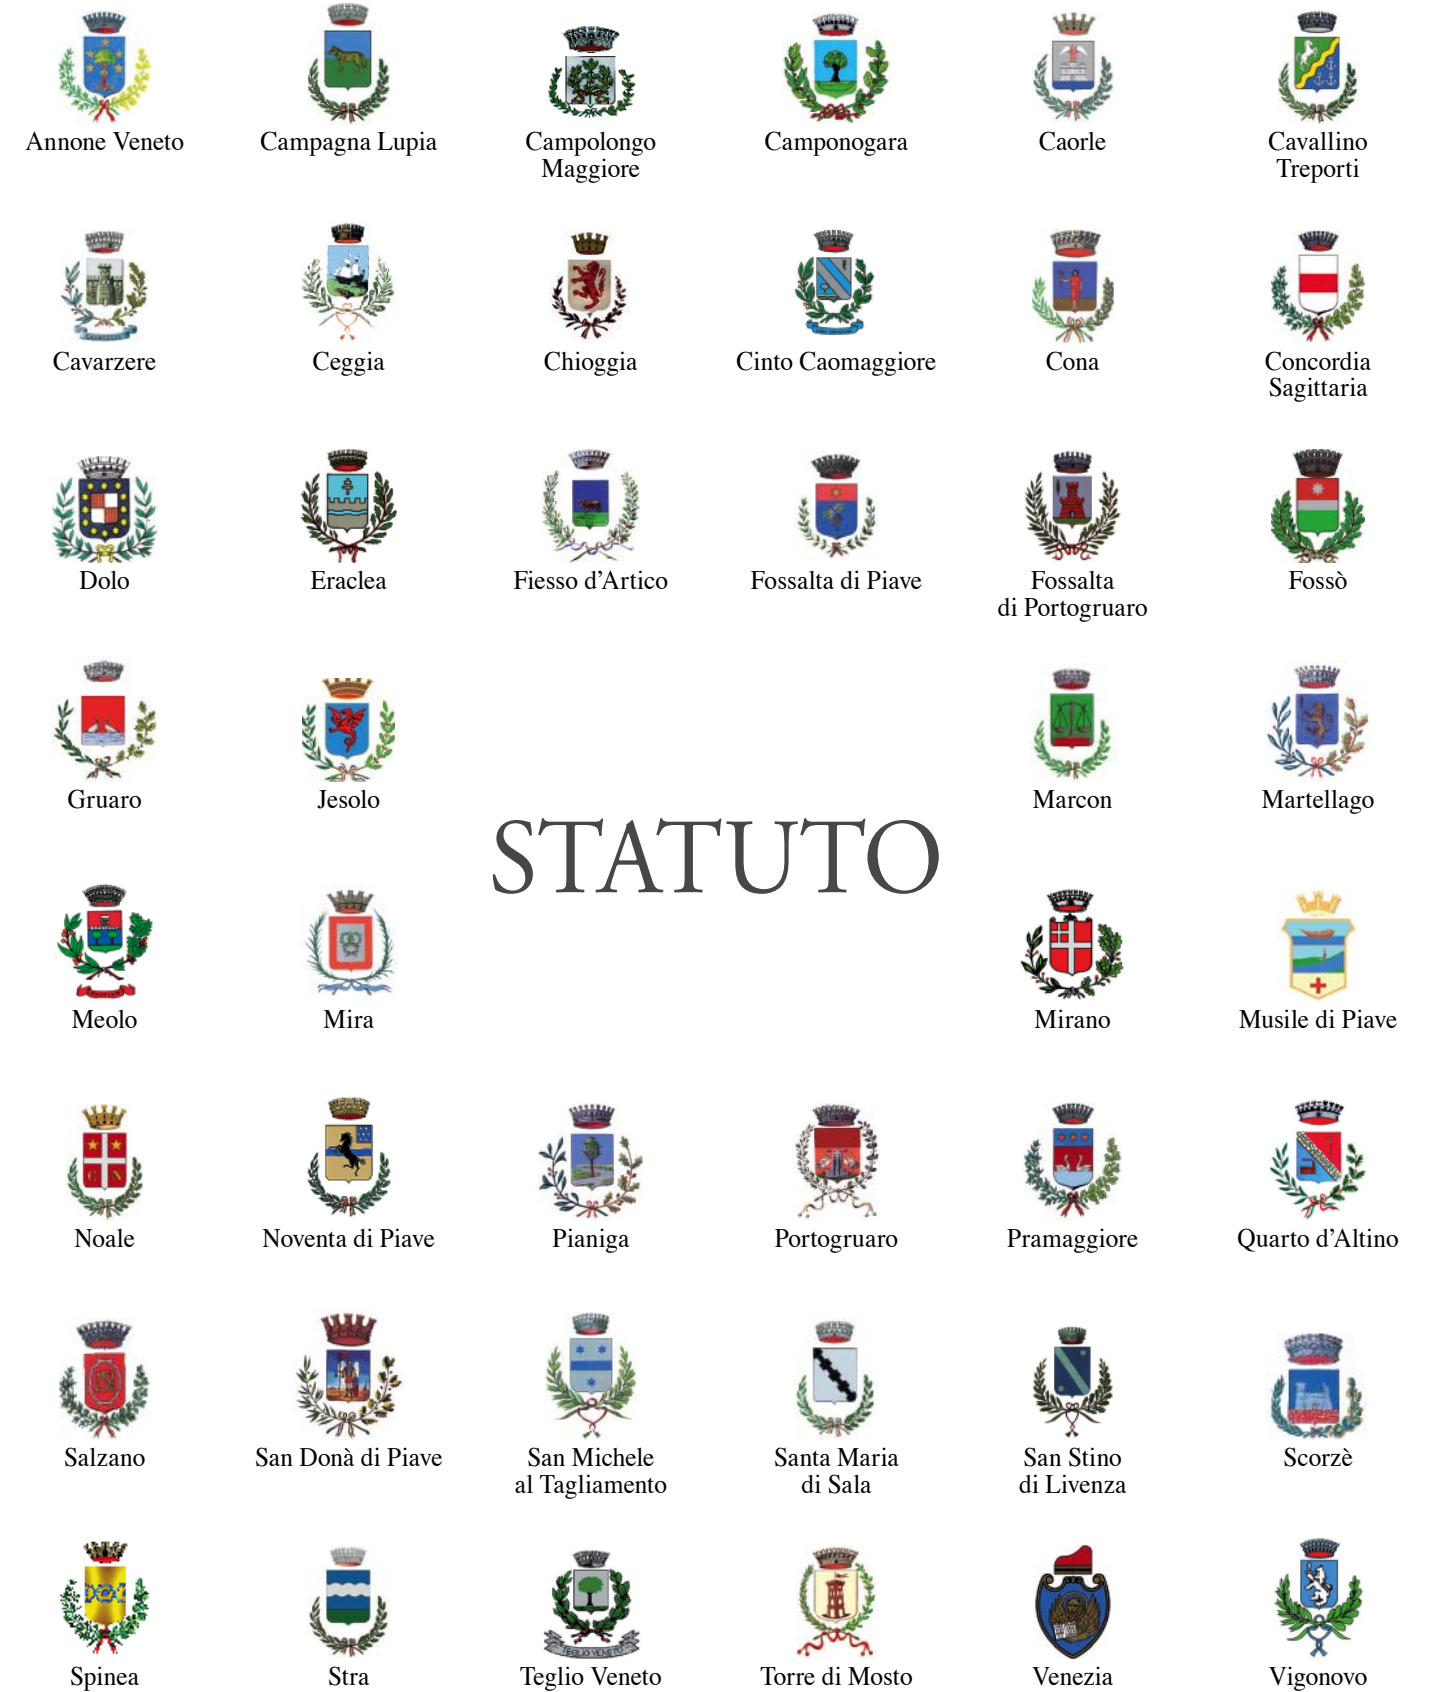 Annone Veneto
Campagna Lupia
Campolongo
Maggiore
Camponogara
Caorle
Cavallino
Treporti
Cavarzere
Ceggia
Chioggia
Cinto Caomaggiore
Cona
Concordia
Sagittaria
Dolo
Eraclea
Fiesso d’Artico
Fossalta di Piave
Fossalta
di Portogruaro
Fossò
Gruaro
Jesolo
Marcon
Martellago
STATUTO
Meolo
Mira
Mirano
Musile di Piave
G N
Noale
Noventa di Piave
Pianiga
Portogruaro
Pramaggiore
Quarto d’Altino
Salzano
San Donà di Piave
San Michele
al Tagliamento
Santa Maria
di Sala
San Stino
di Livenza
Scorzè
TEGLIO VENETO
Spinea
Stra
Teglio Veneto
Torre di Mosto
Venezia
Vigonovo